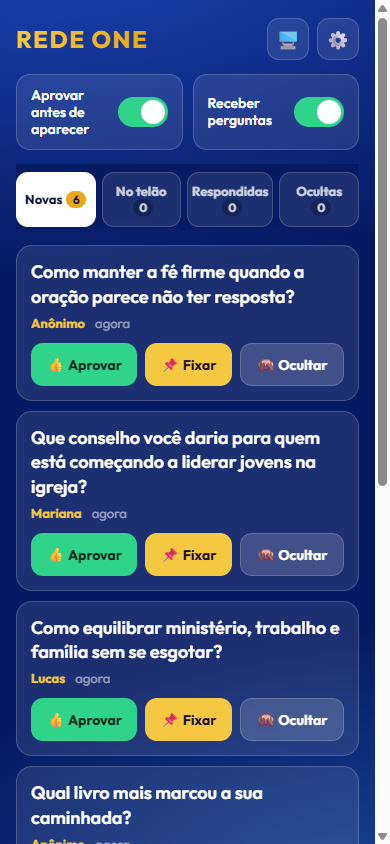 REDE ONE
Aprovar
antes de
aparecer
Receber
perguntas
Novas 6
No telão
0
Respondidas
0
Ocultas
0
Como manter a fé firme quando a
oração parece não ter resposta?
Anônimo agora
👍 Aprovar 📌 Fixar 🙈 Ocultar
Que conselho você daria para quem
está começando a liderar jovens na
igreja?
Mariana agora
👍 Aprovar 📌 Fixar 🙈 Ocultar
Como equilibrar ministério, trabalho e
família sem se esgotar?
Lucas agora
👍 Aprovar 📌 Fixar 🙈 Ocultar
Qual livro mais marcou a sua
caminhada?
Anônimo agora